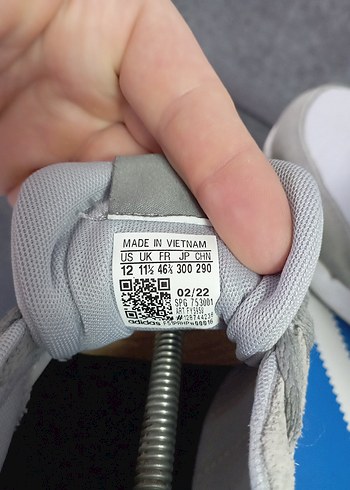 MADE IN VIETNAM
US UK FR JP CHN
12 11½ 46⅔ 300 290
02/22
SPG 753001
adidas